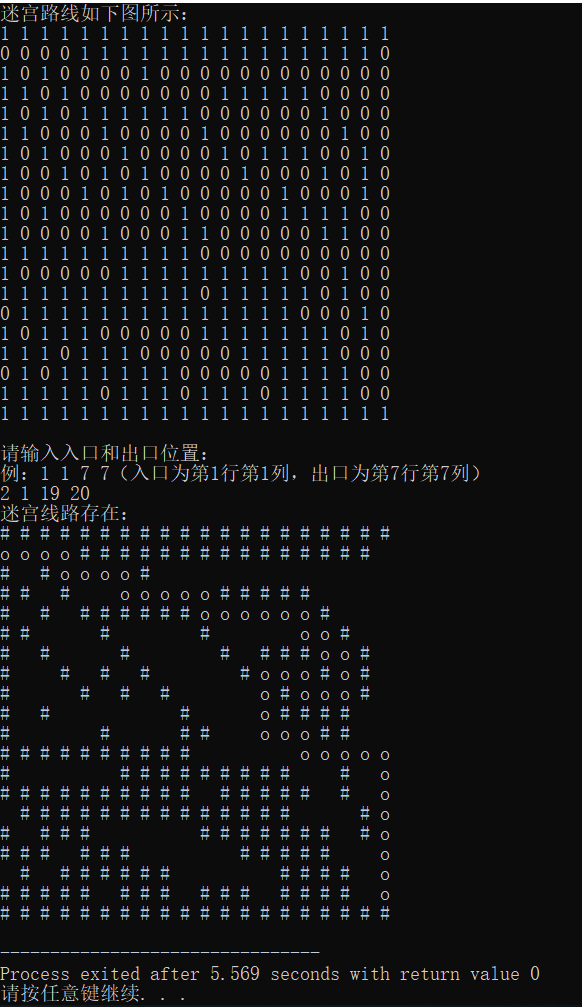 迷宫路线如下图所示:
1 1 1 1 1 1 1 1 1 1 1 1 1 1 1 1 1 1 1 1
0 0 0 0 1 1 1 1 1 1 1 1 1 1 1 1 1 1 1 0
1 0 1 0 0 0 0 1 0 0 0 0 0 0 0 0 0 0 0 0
1 1 0 1 0 0 0 0 0 0 0 1 1 1 1 1 0 0 0 0
1 0 1 0 1 1 1 1 1 1 0 0 0 0 0 0 1 0 0 0
1 1 0 0 0 1 0 0 0 0 1 0 0 0 0 0 0 1 0 0
1 0 1 0 0 0 1 0 0 0 0 1 0 1 1 1 0 0 1 0
1 0 0 1 0 1 0 1 0 0 0 0 1 0 0 0 1 0 1 0
1 0 0 0 1 0 1 0 1 0 0 0 0 0 1 0 0 0 1 0
1 0 1 0 0 0 0 0 0 1 0 0 0 0 1 1 1 1 0 0
1 0 0 0 0 1 0 0 0 1 1 0 0 0 0 0 1 1 0 0
1 1 1 1 1 1 1 1 1 1 0 0 0 0 0 0 0 0 0 0
1 0 0 0 0 0 1 1 1 1 1 1 1 1 1 0 0 1 0 0
1 1 1 1 1 1 1 1 1 1 0 1 1 1 1 1 0 1 0 0
0 1 1 1 1 1 1 1 1 1 1 1 1 1 1 0 0 0 1 0
1 0 1 1 1 0 0 0 0 0 1 1 1 1 1 1 1 0 1 0
1 1 1 0 1 1 1 0 0 0 0 0 1 1 1 1 1 0 0 0
0 1 0 1 1 1 1 1 1 0 0 0 0 0 1 1 1 1 0 0
1 1 1 1 1 0 1 1 1 0 1 1 1 0 1 1 1 1 0 0
1 1 1 1 1 1 1 1 1 1 1 1 1 1 1 1 1 1 1 1
请输入入口和出口位置:
例: 1 1 7 7（入口为第1行第1列，出口为第7行第7列）
2 1 19 20
迷宫线路存在:
# # # # # # # # # # # # # # # # # # # #
o o o o # # # # # # # # # # # # # # #
#   # o o o o #
# #   #     o o o o o # # # # #
#   #   # # # # # # o o o o o o #
# #       #         #         o o #
#   #       #         #   # # # o o #
#     #   #   #         # o o o # o #
#       #   #   #         o # o o o #
#   #             #       o # # # #
#         #       # #     o o o # #
# # # # # # # # # #           o o o o o
#           # # # # # # # # #     #   o
# # # # # # # # # #   # # # # #   #   o
  # # # # # # # # # # # # # #       # o
#   # # #           # # # # # # #   # o
# # #   # # #           # # # # #     o
  #   # # # # # #           # # # #   o
# # # # #   # # #   # # #   # # # #   o
# # # # # # # # # # # # # # # # # # # #
--------------------------------
Process exited after 5.569 seconds with return value 0
请按任意键继续. . .